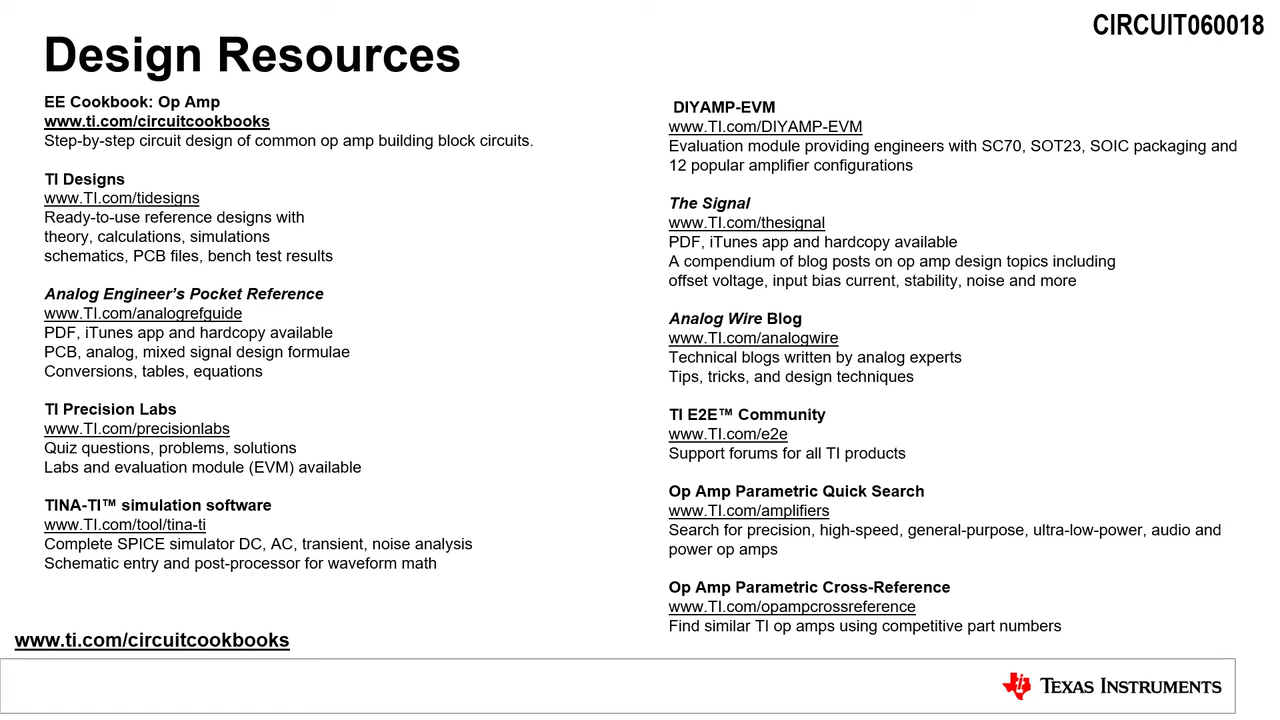 CIRCUIT060018
Design Resources
EE Cookbook: Op Amp
www.ti.com/circuitcookbooks
Step-by-step circuit design of common op amp building block circuits.
TI Designs
www.TI.com/tidesigns
Ready-to-use reference designs with
theory, calculations, simulations
schematics, PCB files, bench test results
Analog Engineer’s Pocket Reference
www.TI.com/analogrefguide
PDF, iTunes app and hardcopy available
PCB, analog, mixed signal design formulae
Conversions, tables, equations
TI Precision Labs
www.TI.com/precisionlabs
Quiz questions, problems, solutions
Labs and evaluation module (EVM) available
TINA-TI™ simulation software
www.TI.com/tool/tina-ti
Complete SPICE simulator DC, AC, transient, noise analysis
Schematic entry and post-processor for waveform math
DIYAMP-EVM
www.TI.com/DIYAMP-EVM
Evaluation module providing engineers with SC70, SOT23, SOIC packaging and
12 popular amplifier configurations
The Signal
www.TI.com/thesignal
PDF, iTunes app and hardcopy available
A compendium of blog posts on op amp design topics including
offset voltage, input bias current, stability, noise and more
Analog Wire Blog
www.TI.com/analogwire
Technical blogs written by analog experts
Tips, tricks, and design techniques
TI E2E™ Community
www.TI.com/e2e
Support forums for all TI products
Op Amp Parametric Quick Search
www.TI.com/amplifiers
Search for precision, high-speed, general-purpose, ultra-low-power, audio and
power op amps
Op Amp Parametric Cross-Reference
www.TI.com/opampcrossreference
Find similar TI op amps using competitive part numbers
www.ti.com/circuitcookbooks
TEXAS INSTRUMENTS